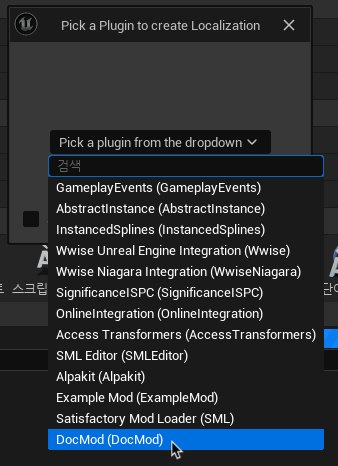 Pick a Plugin to create Localization
Pick a plugin from the dropdown
검색
GameplayEvents (GameplayEvents)
AbstractInstance (AbstractInstance)
InstancedSplines (InstancedSplines)
Wwise Unreal Engine Integration (Wwise)
Wwise Niagara Integration (WwiseNiagara)
SignificanceISPC (SignificanceISPC)
OnlineIntegration (OnlineIntegration)
Access Transformers (AccessTransformers)
SML Editor (SMLEditor)
Alpakit (Alpakit)
Example Mod (ExampleMod)
Satisfactory Mod Loader (SML)
DocMod (DocMod)
트 스크립
단어